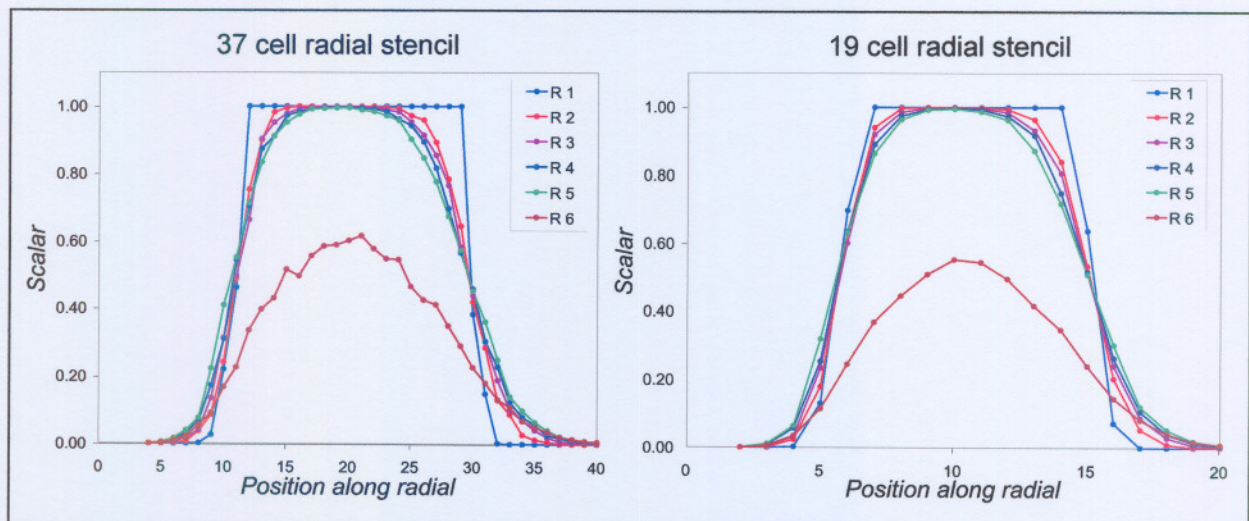 37 cell radial stencil
1.00
0.80
0.60
0.40
0.20
0.00
Scalar
0
5
10
15
20
25
30
35
40
Position along radial
R 1
R 2
R 3
R 4
R 5
R 6
19 cell radial stencil
1.00
0.80
0.60
0.40
0.20
0.00
Scalar
0
5
10
15
20
Position along radial
R 1
R 2
R 3
R 4
R 5
R 6